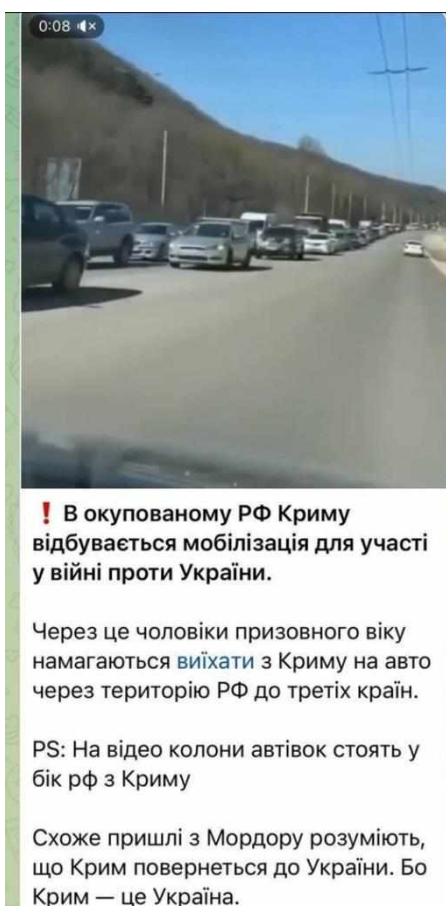 0:08
❗ В окупованому РФ Криму
відбувається мобілізація для участі
у війні проти України.
Через це чоловіки призовного віку
намагаються виїхати з Криму на авто
через територію РФ до третіх країн.
PS: На відео колони автівок стоять у
бік рф з Криму
Схоже пришлі з Мордору розуміють,
що Крим повернеться до України. Бо
Крим — це Україна.